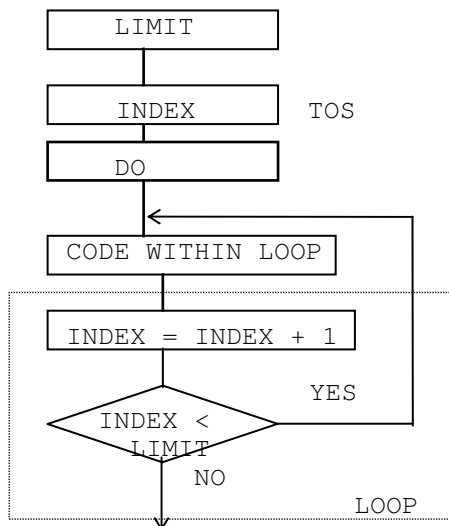 LIMIT
INDEX TOS
DO
CODE WITHIN LOOP
INDEX = INDEX + 1
YES
INDEX <
LIMIT
NO
LOOP